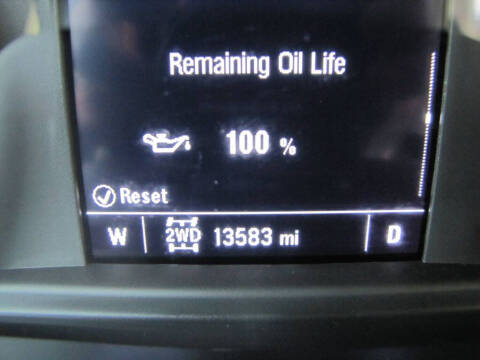 Remaining Oil Life
100 %
Reset
W 2WD 13583 mi D